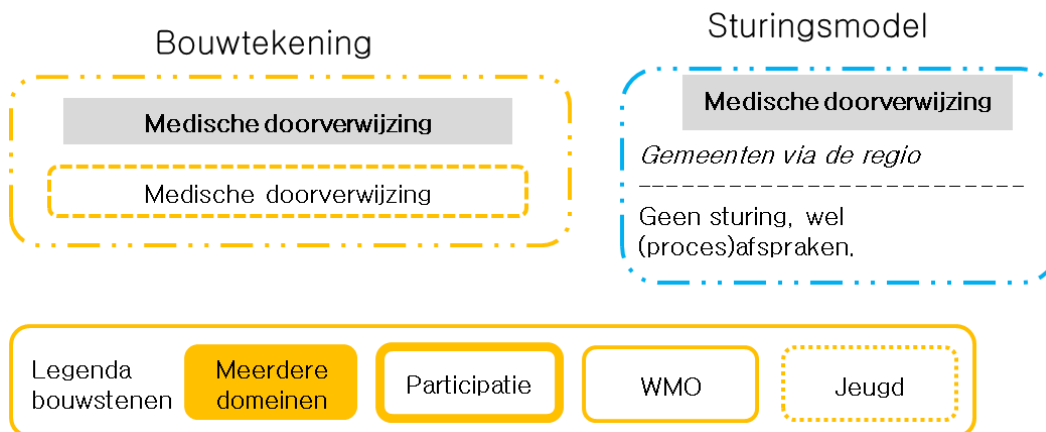 Bouwtekening
Medische doorverwijzing
Medische doorverwijzing
Sturingsmodel
Medische doorverwijzing
Gemeenten via de regio
Geen sturing, wel
(proces)afspraken.
Legenda
bouwstenen
Meerdere
domeinen
Participatie
WMO
Jeugd